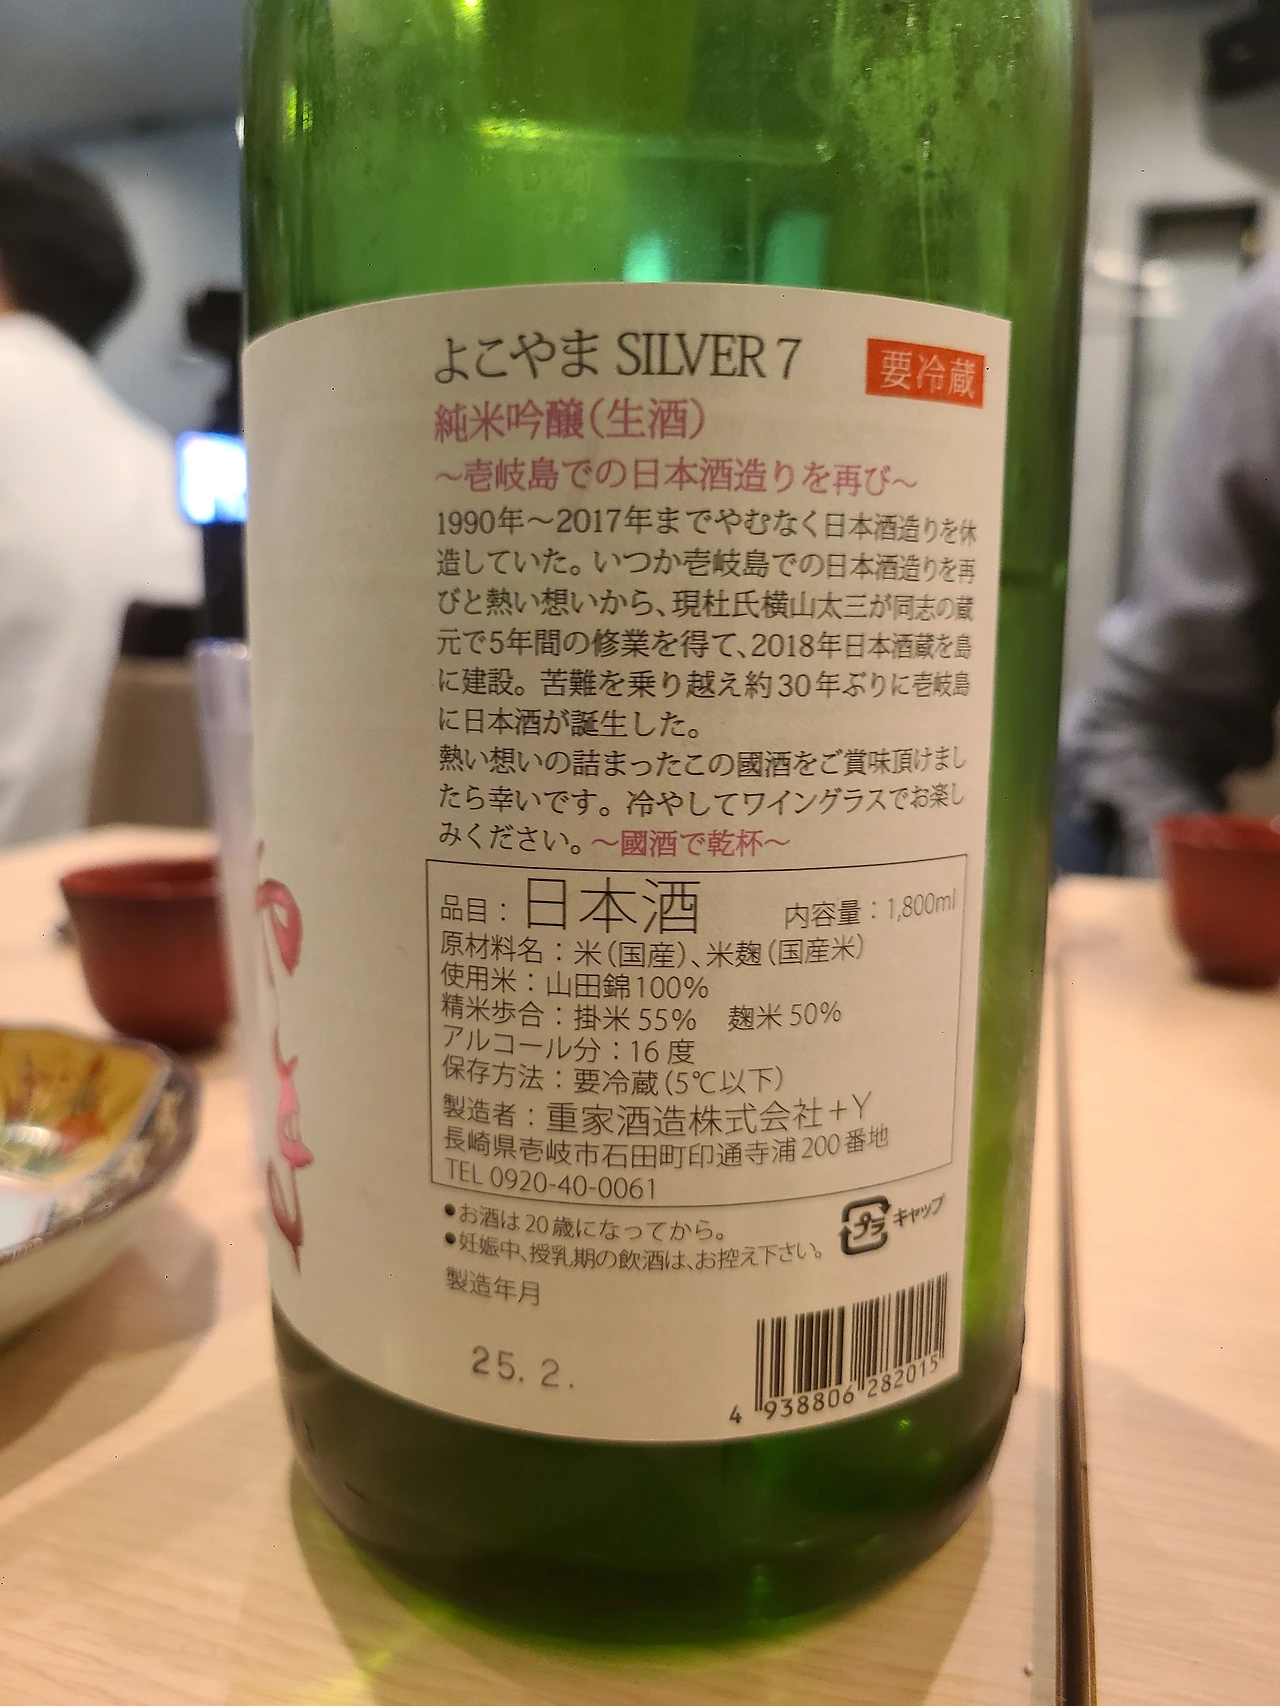 よこやま SILVER 7
要冷蔵
純米吟醸(生酒)
～壱岐島での日本酒造りを再び～
1990年～2017年までやむなく日本酒造りを休
造していた。いつか壱岐島での日本酒造りを再
びと熱い想いから、現杜氏横山太三が同志の蔵
元で5年間の修業を得て、2018年日本酒蔵を島
に建設。苦難を乗り越え約30年ぶりに壱岐島
に日本酒が誕生した。
熱い想いの詰まったこの國酒をご賞味頂けまし
たら幸いです。冷やしてワイングラスでお楽し
みください。～國酒で乾杯～
品目：日本酒 内容量：1,800ml
原材料名：米(国産)、米麹(国産米)
使用米：山田錦100%
精米歩合：掛米55% 麹米50%
アルコール分：16度
保存方法：要冷蔵(5℃以下)
製造者：重家酒造株式会社+Y
長崎県壱岐市石田町印通寺浦200番地
TEL 0920-40-0061
●お酒は20歳になってから。
●妊娠中、授乳期の飲酒は、お控え下さい。
プラ キャップ
製造年月
25. 2.
4 938806 282015